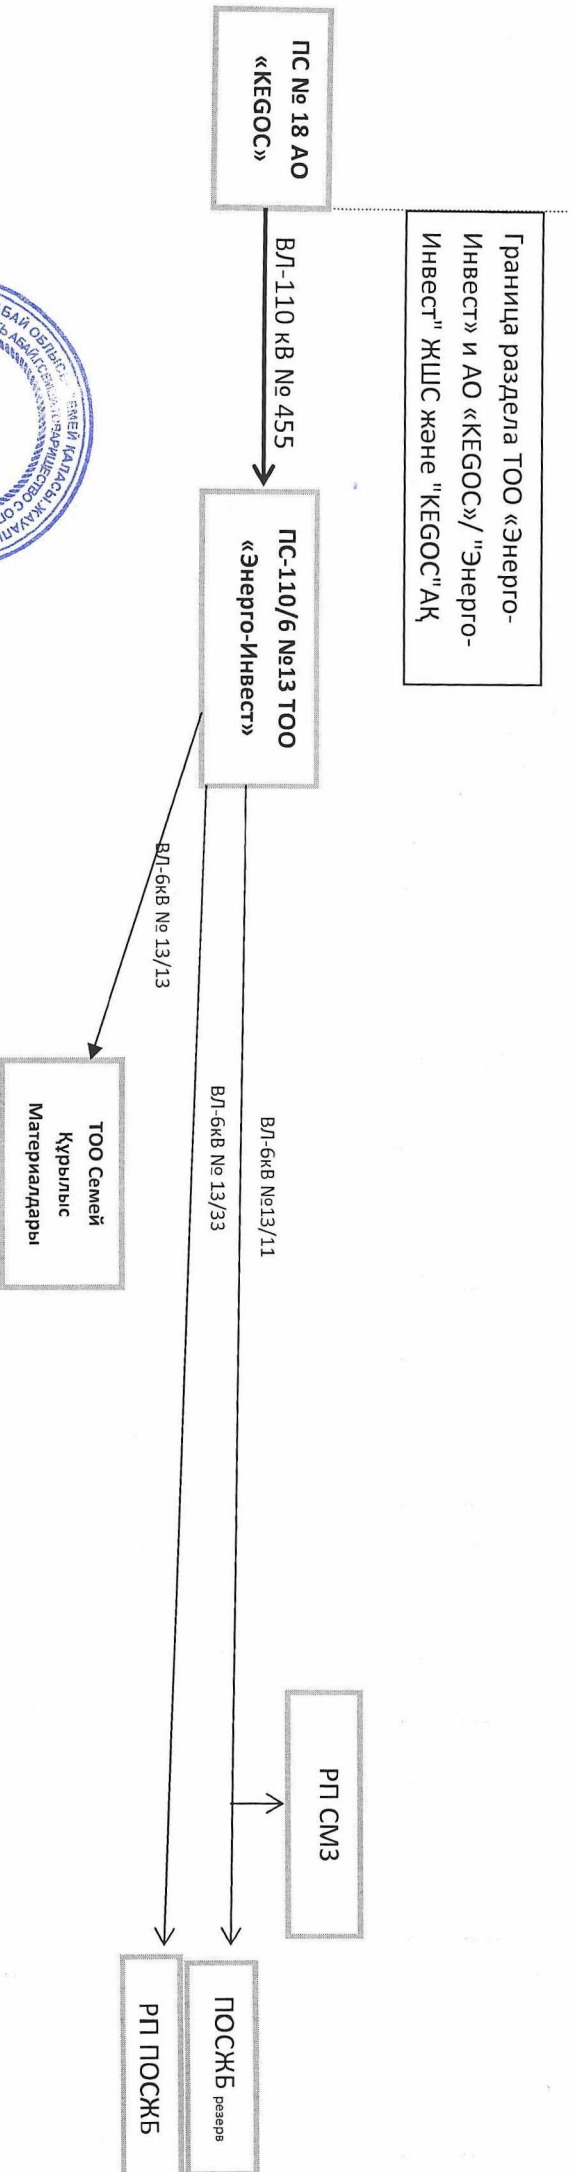 Граница раздела ТОО «Энерго-
Инвест» и АО «KEGOC»/ "Энерго-
Инвест" ЖШС және "KEGOC"АҚ
ПС № 18 АО
«KEGOC»
ВЛ-110 кВ № 455
ПС-110/6 №13 ТОО
«Энерго-Инвест»
ВЛ-6кВ №13/11
ВЛ-6кВ № 13/33
ВЛ-6кВ № 13/13
РП СМЗ
ПОСЖБ резерв
РП ПОСЖБ
ТОО Семей
Құрылыс
Материалдары
СЕМЕЙ ҚАЛАСЫ